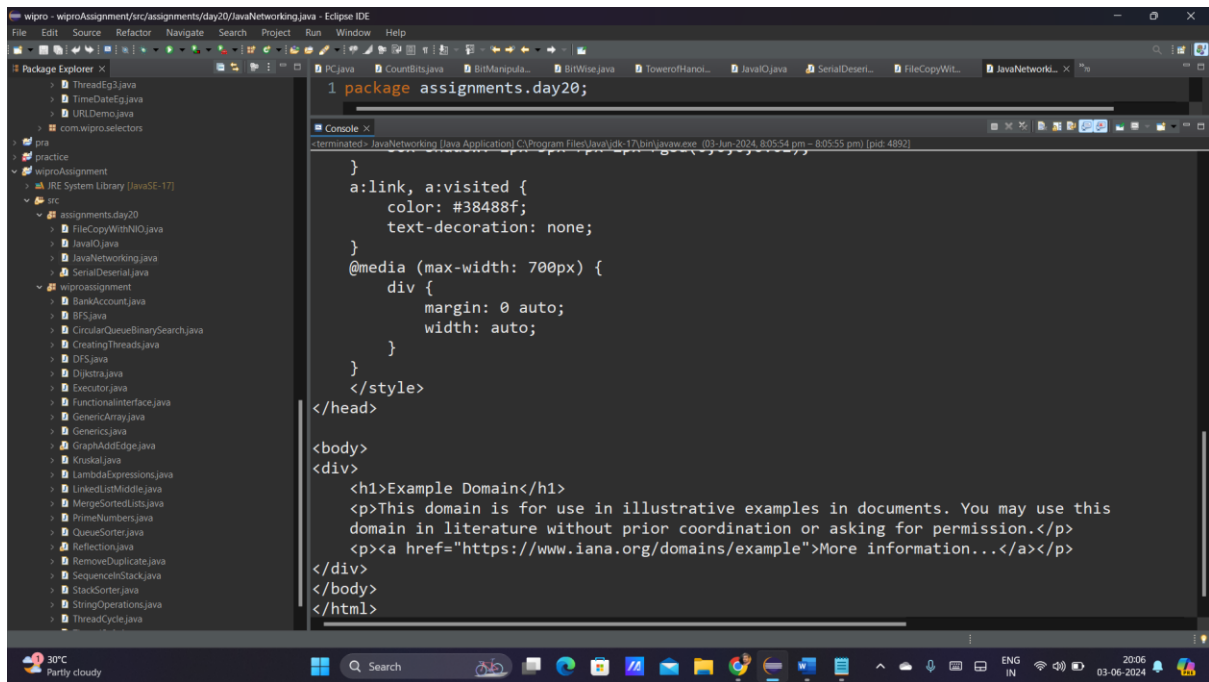 wipro - wiproAssignment/src/assignments/day20/JavaNetworking.java - Eclipse IDE
File Edit Source Refactor Navigate Search Project Run Window Help
Package Explorer
ThreadEg3.java
TimeDateEg.java
URLDemo.java
com.wipro.selectors
pra
practice
wiproAssignment
JRE System Library [JavaSE-17]
src
assignments.day20
FileCopyWithNIO.java
JavaIO.java
JavaNetworking.java
SerialDeserial.java
wiproassignment
BankAccount.java
BFS.java
CircularQueueBinarySearch.java
CreatingThreads.java
DFS.java
Dijkstra.java
Executor.java
Functionalinterface.java
GenericArray.java
Generics.java
GraphAddEdge.java
Kruskal.java
LambdaExpressions.java
LinkedListMiddle.java
MergeSortedLists.java
PrimeNumbers.java
QueueSorter.java
Reflection.java
RemoveDuplicate.java
SequenceInStack.java
StackSorter.java
StringOperations.java
ThreadCycle.java
PC.java CountBits.java BitManipula... BitWise.java TowerofHanoi... JavaIO.java SerialDeseri... FileCopyWit... JavaNetworki...
1 package assignments.day20;
Console
<terminated> JavaNetworking [Java Application] C:\Program Files\Java\jdk-17\bin\javaw.exe (03-Jun-2024, 8:05:54 pm – 8:05:55 pm) [pid: 4892]
}
a:link, a:visited {
color: #38488f;
text-decoration: none;
}
@media (max-width: 700px) {
div {
margin: 0 auto;
width: auto;
}
}
</style>
</head>
<body>
<div>
<h1>Example Domain</h1>
<p>This domain is for use in illustrative examples in documents. You may use this
domain in literature without prior coordination or asking for permission.</p>
<p><a href="https://www.iana.org/domains/example">More information...</a></p>
</div>
</body>
</html>
1
30°C
Partly cloudy
Search
ENG
IN
20:06
03-06-2024